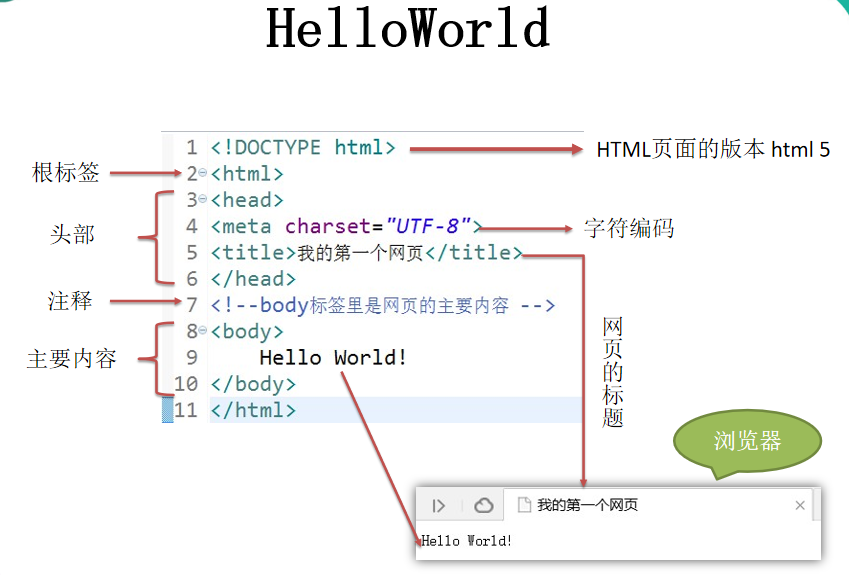 HelloWorld
1 <!DOCTYPE html>
HTML页面的版本 html 5
根标签
2 <html>
3 <head>
头部
4 <meta charset="UTF-8">
字符编码
5 <title>我的第一个网页</title>
6 </head>
注释
7 <!--body标签里是网页的主要内容 -->
8 <body>
主要内容
9 Hello World!
10 </body>
11 </html>
网页的标题
浏览器
我的第一个网页
Hello World!